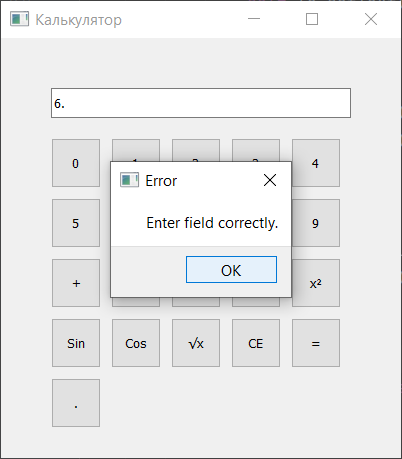 Калькулятор
6.
0
4
Error
Enter field correctly.
OK
5
9
+
x²
Sin Cos √x CE =
.